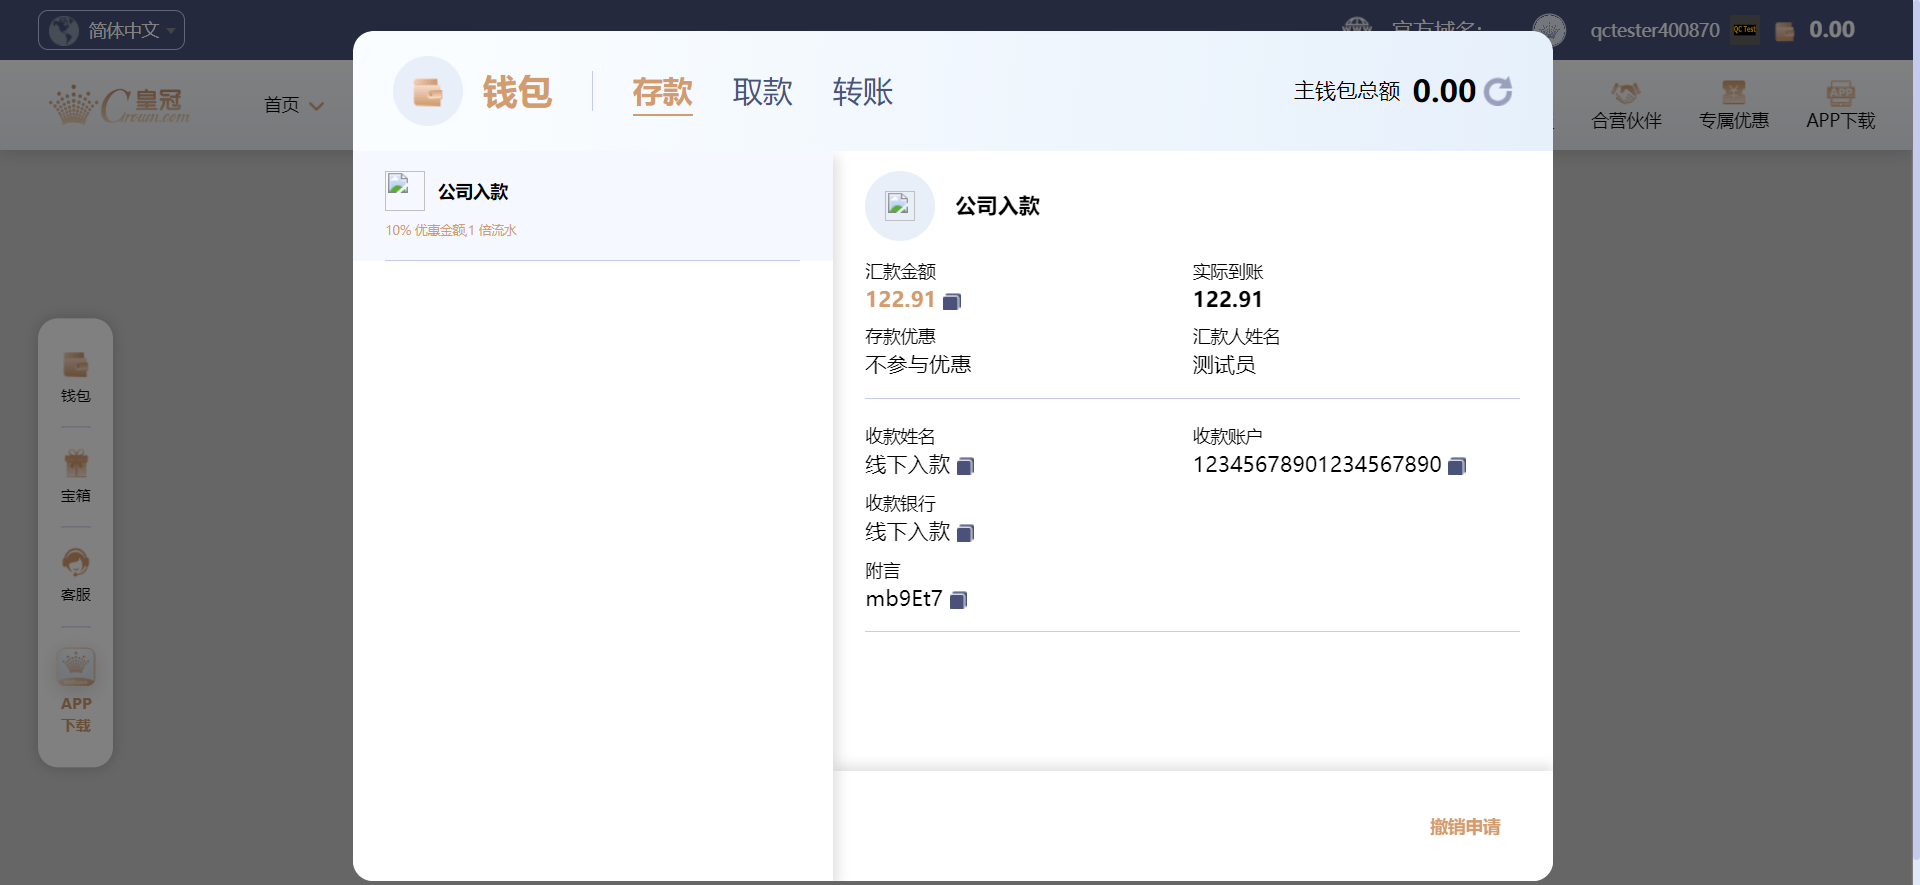 简体中文
官方域名:
qctester400870
QC Test
0.00
皇冠
Crown.com
首页
合营伙伴
专属优惠
APP
APP下载
钱包
存款
取款
转账
主钱包总额
0.00
公司入款
10% 优惠金额,1 倍流水
公司入款
汇款金额
实际到账
122.91
122.91
存款优惠
汇款人姓名
不参与优惠
测试员
收款姓名
收款账户
线下入款
12345678901234567890
收款银行
线下入款
附言
mb9Et7
撤销申请
钱包
宝箱
客服
APP
下载